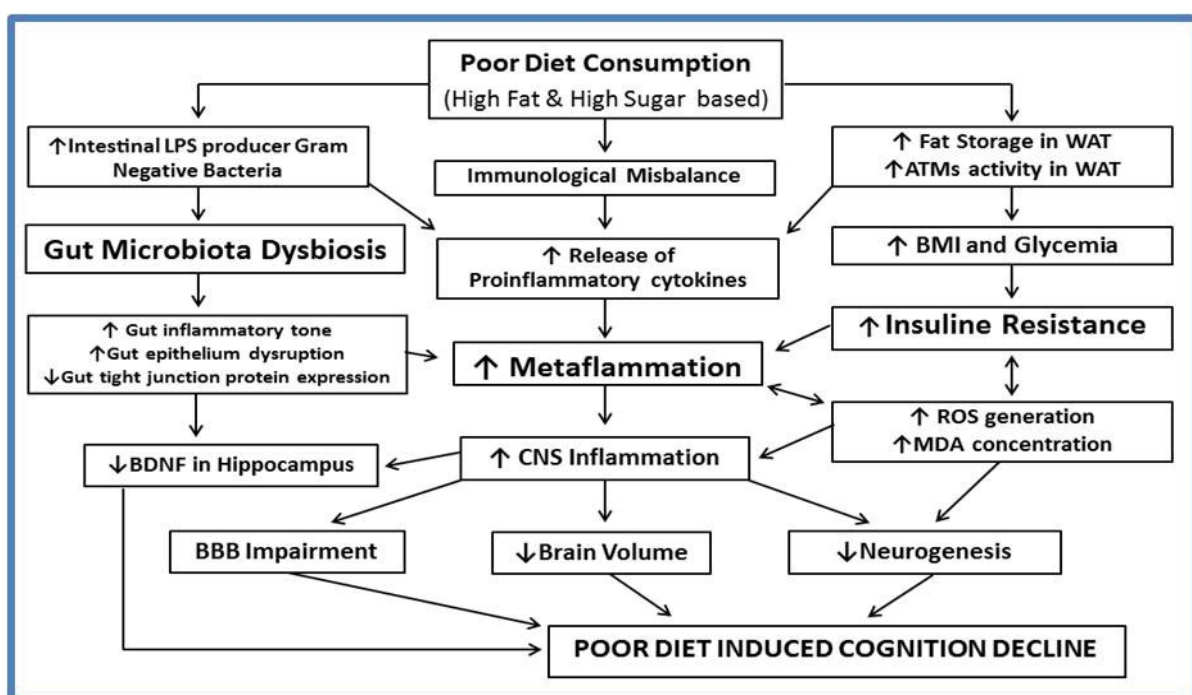 Poor Diet Consumption
(High Fat & High Sugar based)
↑Intestinal LPS producer Gram
Negative Bacteria
Immunological Misbalance
↑ Fat Storage in WAT
↑ATMs activity in WAT
Gut Microbiota Dysbiosis
↑ Release of
Proinflammatory cytokines
↑ BMI and Glycemia
↑ Gut inflammatory tone
↑Gut epithelium dysruption
↓Gut tight junction protein expression
↑ Metaflammation
↑ Insuline Resistance
↑ ROS generation
↑MDA concentration
↓BDNF in Hippocampus
↑ CNS Inflammation
BBB Impairment
↓Brain Volume
↓Neurogenesis
POOR DIET INDUCED COGNITION DECLINE